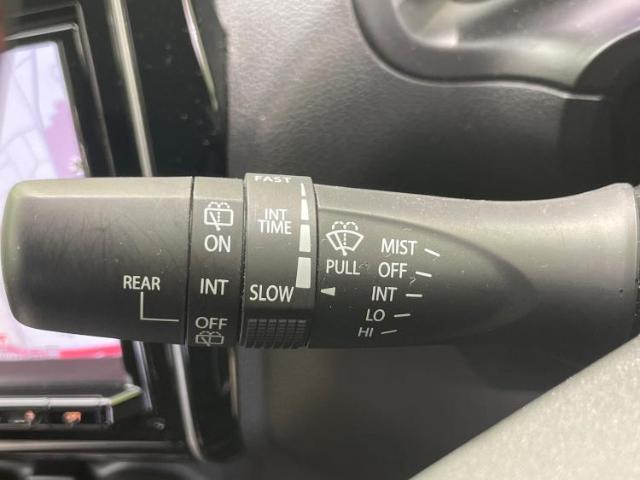 FAST
INT
TIME
SLOW
ON
INT
OFF
REAR
PULL
MIST
OFF
INT
LO
HI